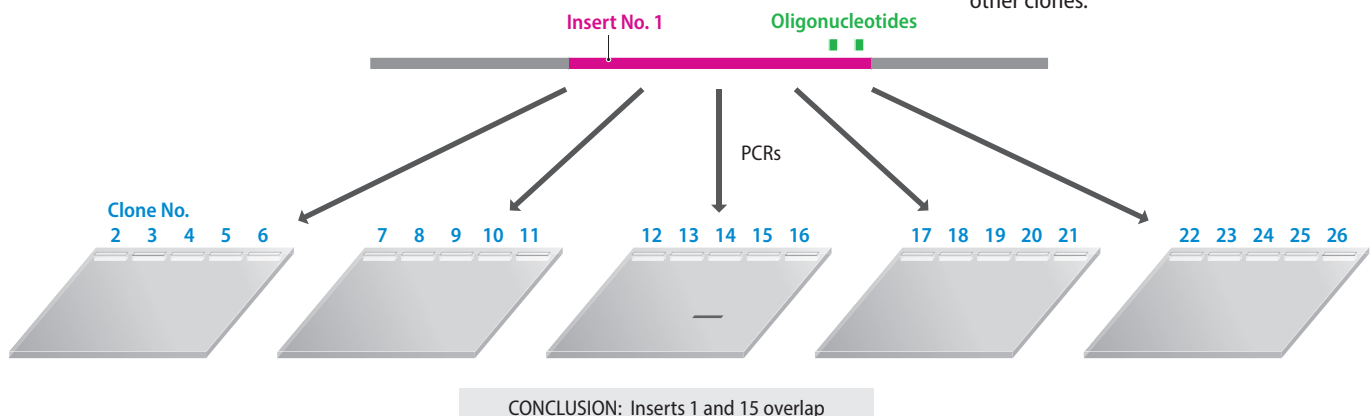 other clones.
Insert No. 1
Oligonucleotides
PCRs
Clone No.
2 3 4 5 6
7 8 9 10 11
12 13 14 15 16
17 18 19 20 21
22 23 24 25 26
CONCLUSION: Inserts 1 and 15 overlap